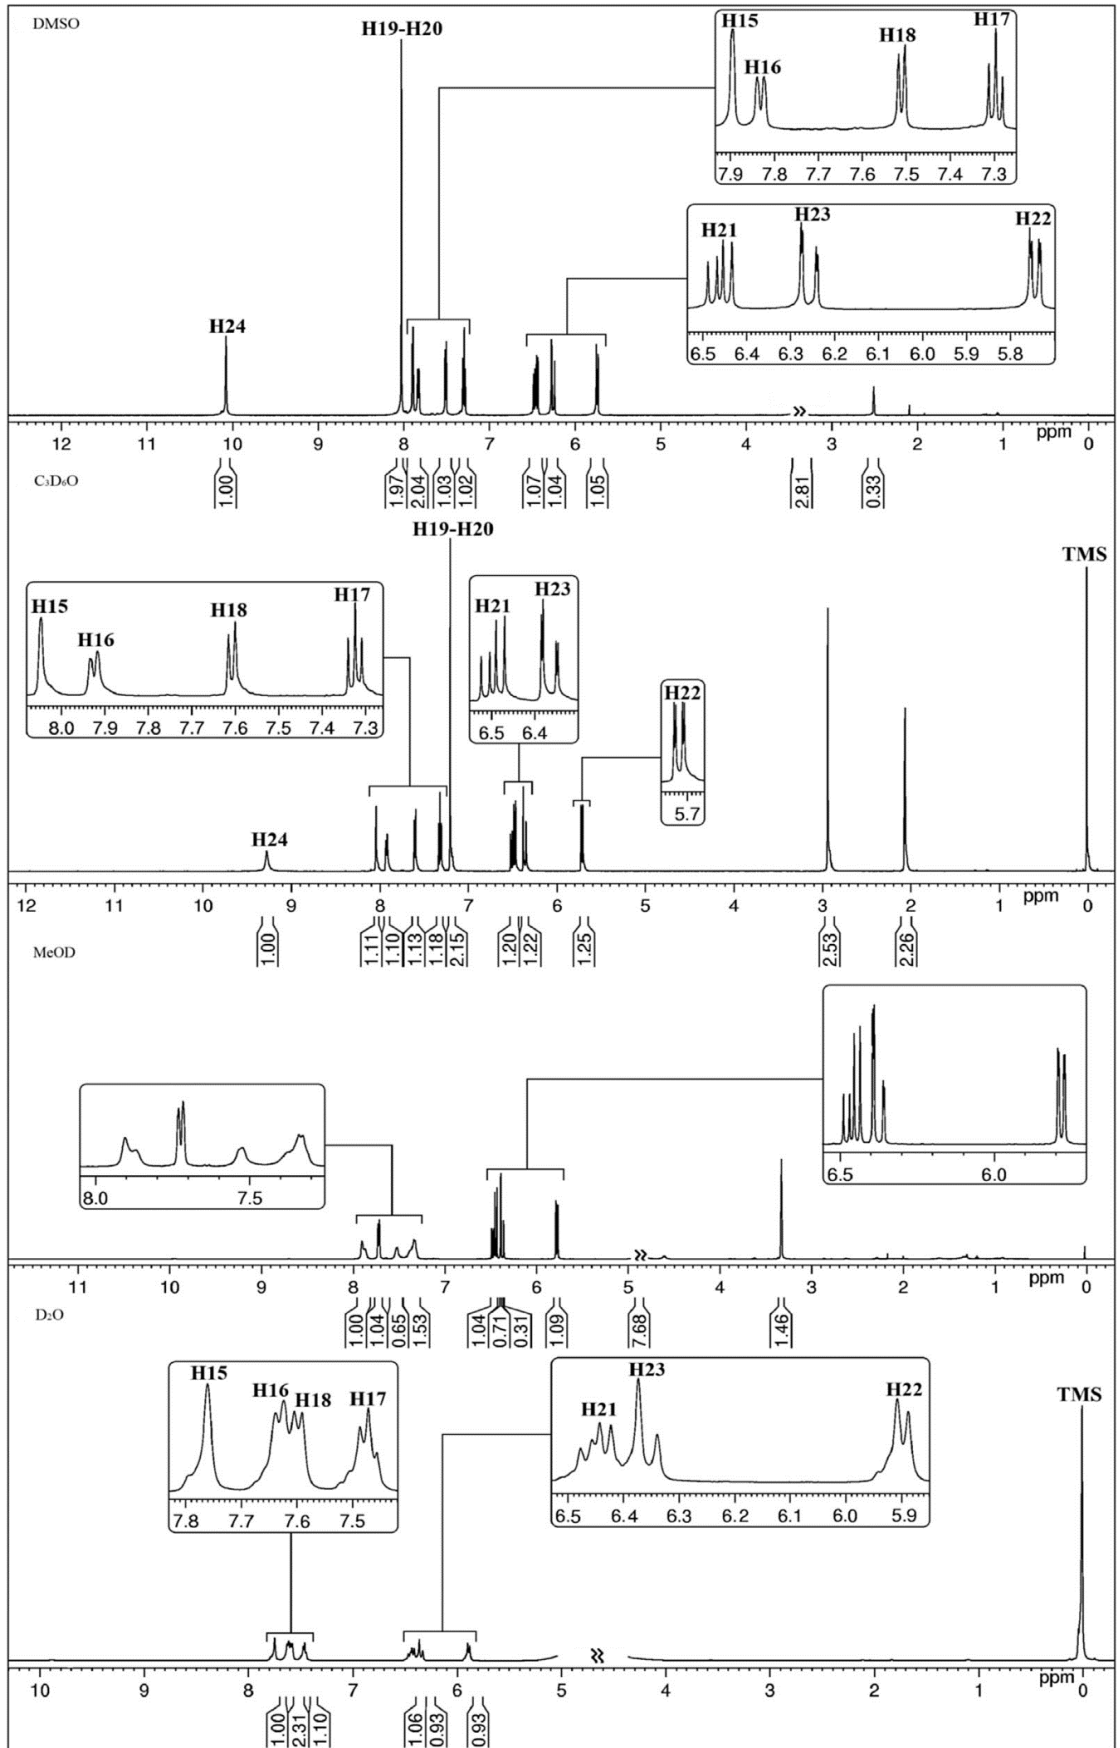 DMSO
H19-H20
H15
H16
H18
H17
7.9 7.8 7.7 7.6 7.5 7.4 7.3
H21
H23
H22
6.5 6.4 6.3 6.2 6.1 6.0 5.9 5.8
H24
12 11 10 9 8 7 6 5 4 3 2 1 ppm 0
1.00 1.97 2.04 1.03 1.02 1.07 1.04 1.05 2.81 0.33
C3D6O
H19-H20
TMS
H15
H16
H18
H17
8.0 7.9 7.8 7.7 7.6 7.5 7.4 7.3
H21
H23
6.5 6.4
H22
5.7
H24
12 11 10 9 8 7 6 5 4 3 2 1 ppm 0
1.00 1.11 1.10 1.13 1.18 2.15 1.20 1.22 1.25 2.53 2.26
MeOD
8.0 7.5
6.5 6.0
11 10 9 8 7 6 5 4 3 2 1 ppm 0
1.00 1.04 0.65 1.53 1.04 0.71 0.31 1.09 7.68 1.46
D2O
H15
H16
H18
H17
7.8 7.7 7.6 7.5
H21
H23
H22
6.5 6.4 6.3 6.2 6.1 6.0 5.9
TMS
10 9 8 7 6 5 4 3 2 1 ppm 0
1.00 2.31 1.10 1.06 0.93 0.93